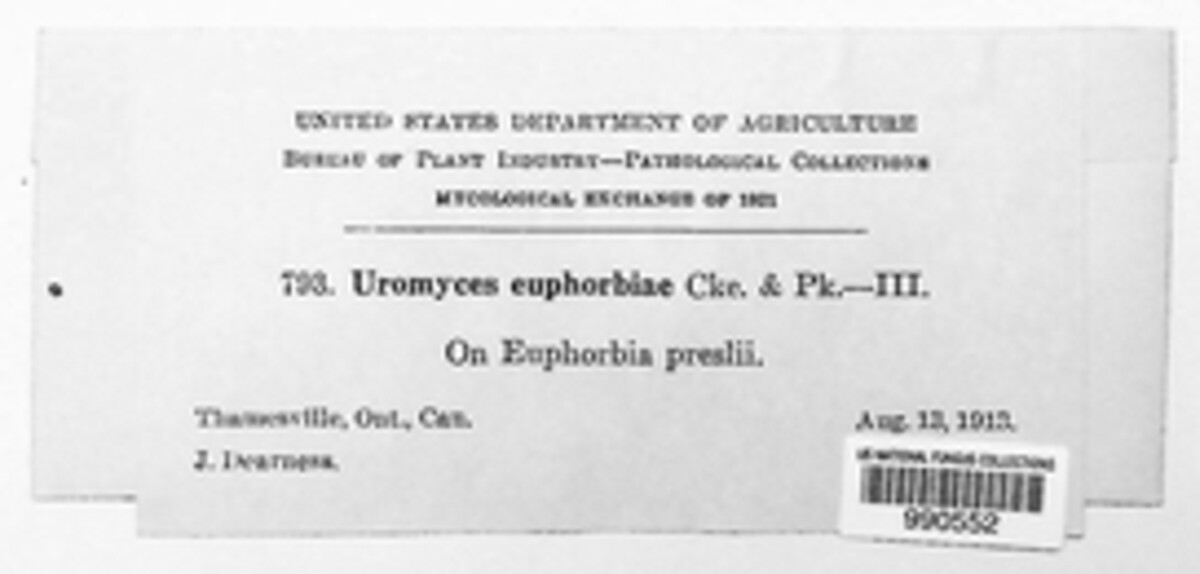 UNITED STATES DEPARTMENT OF AGRICULTURE
BUREAU OF PLANT INDUSTRY—PATHOLOGICAL COLLECTIONS
MYCOLOGICAL EXCHANGE OF 1921
793. Uromyces euphorbiae Cke. & Pk.—III.
On Euphorbia preslii.
Thamesville, Ont., Can.
Aug. 13, 1913.
J. Dearness.
US NATIONAL FUNGUS COLLECTIONS
990552